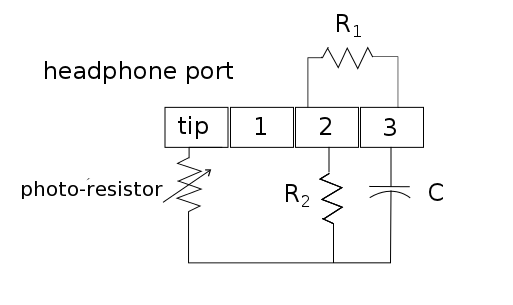 R1
headphone port
tip 1 2 3
photo-resistor
R2
C